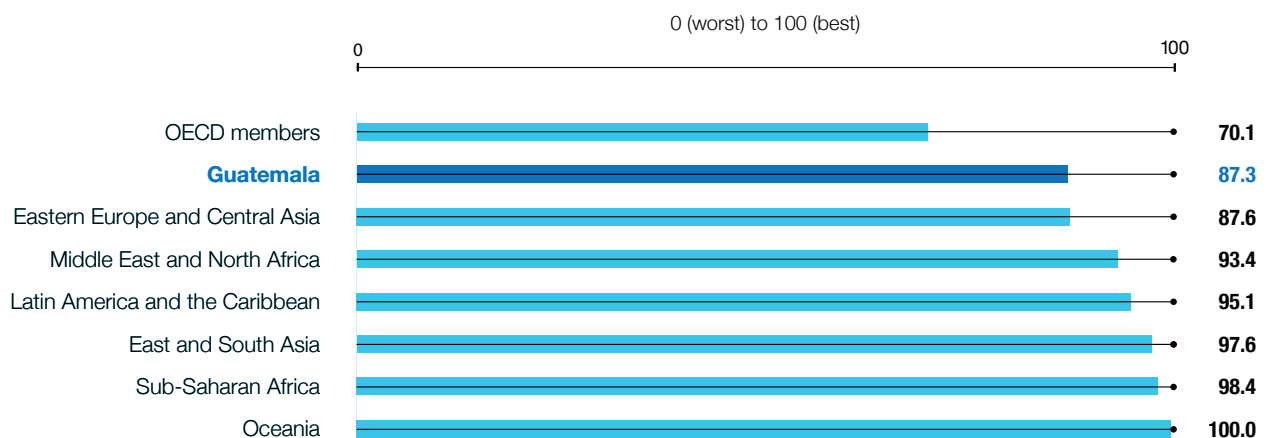 0 (worst) to 100 (best)
0 100
OECD members 70.1
Guatemala 87.3
Eastern Europe and Central Asia 87.6
Middle East and North Africa 93.4
Latin America and the Caribbean 95.1
East and South Asia 97.6
Sub-Saharan Africa 98.4
Oceania 100.0